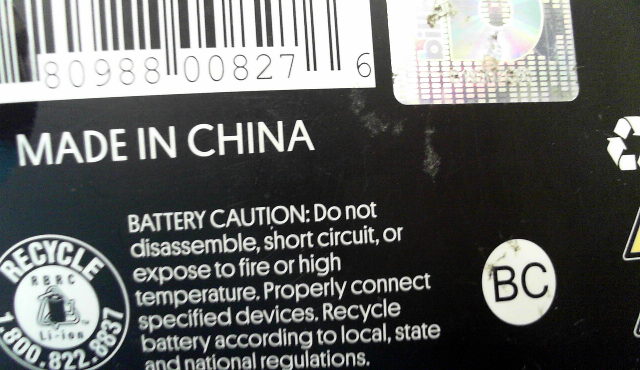 80988 00827 6
MADE IN CHINA
BATTERY CAUTION: Do not
disassemble, short circuit, or
expose to fire or high
temperature. Properly connect
specified devices. Recycle
battery according to local, state
and national regulations.
RECYCLE
RBRC
Li-ion
1.800.822.8837
BC